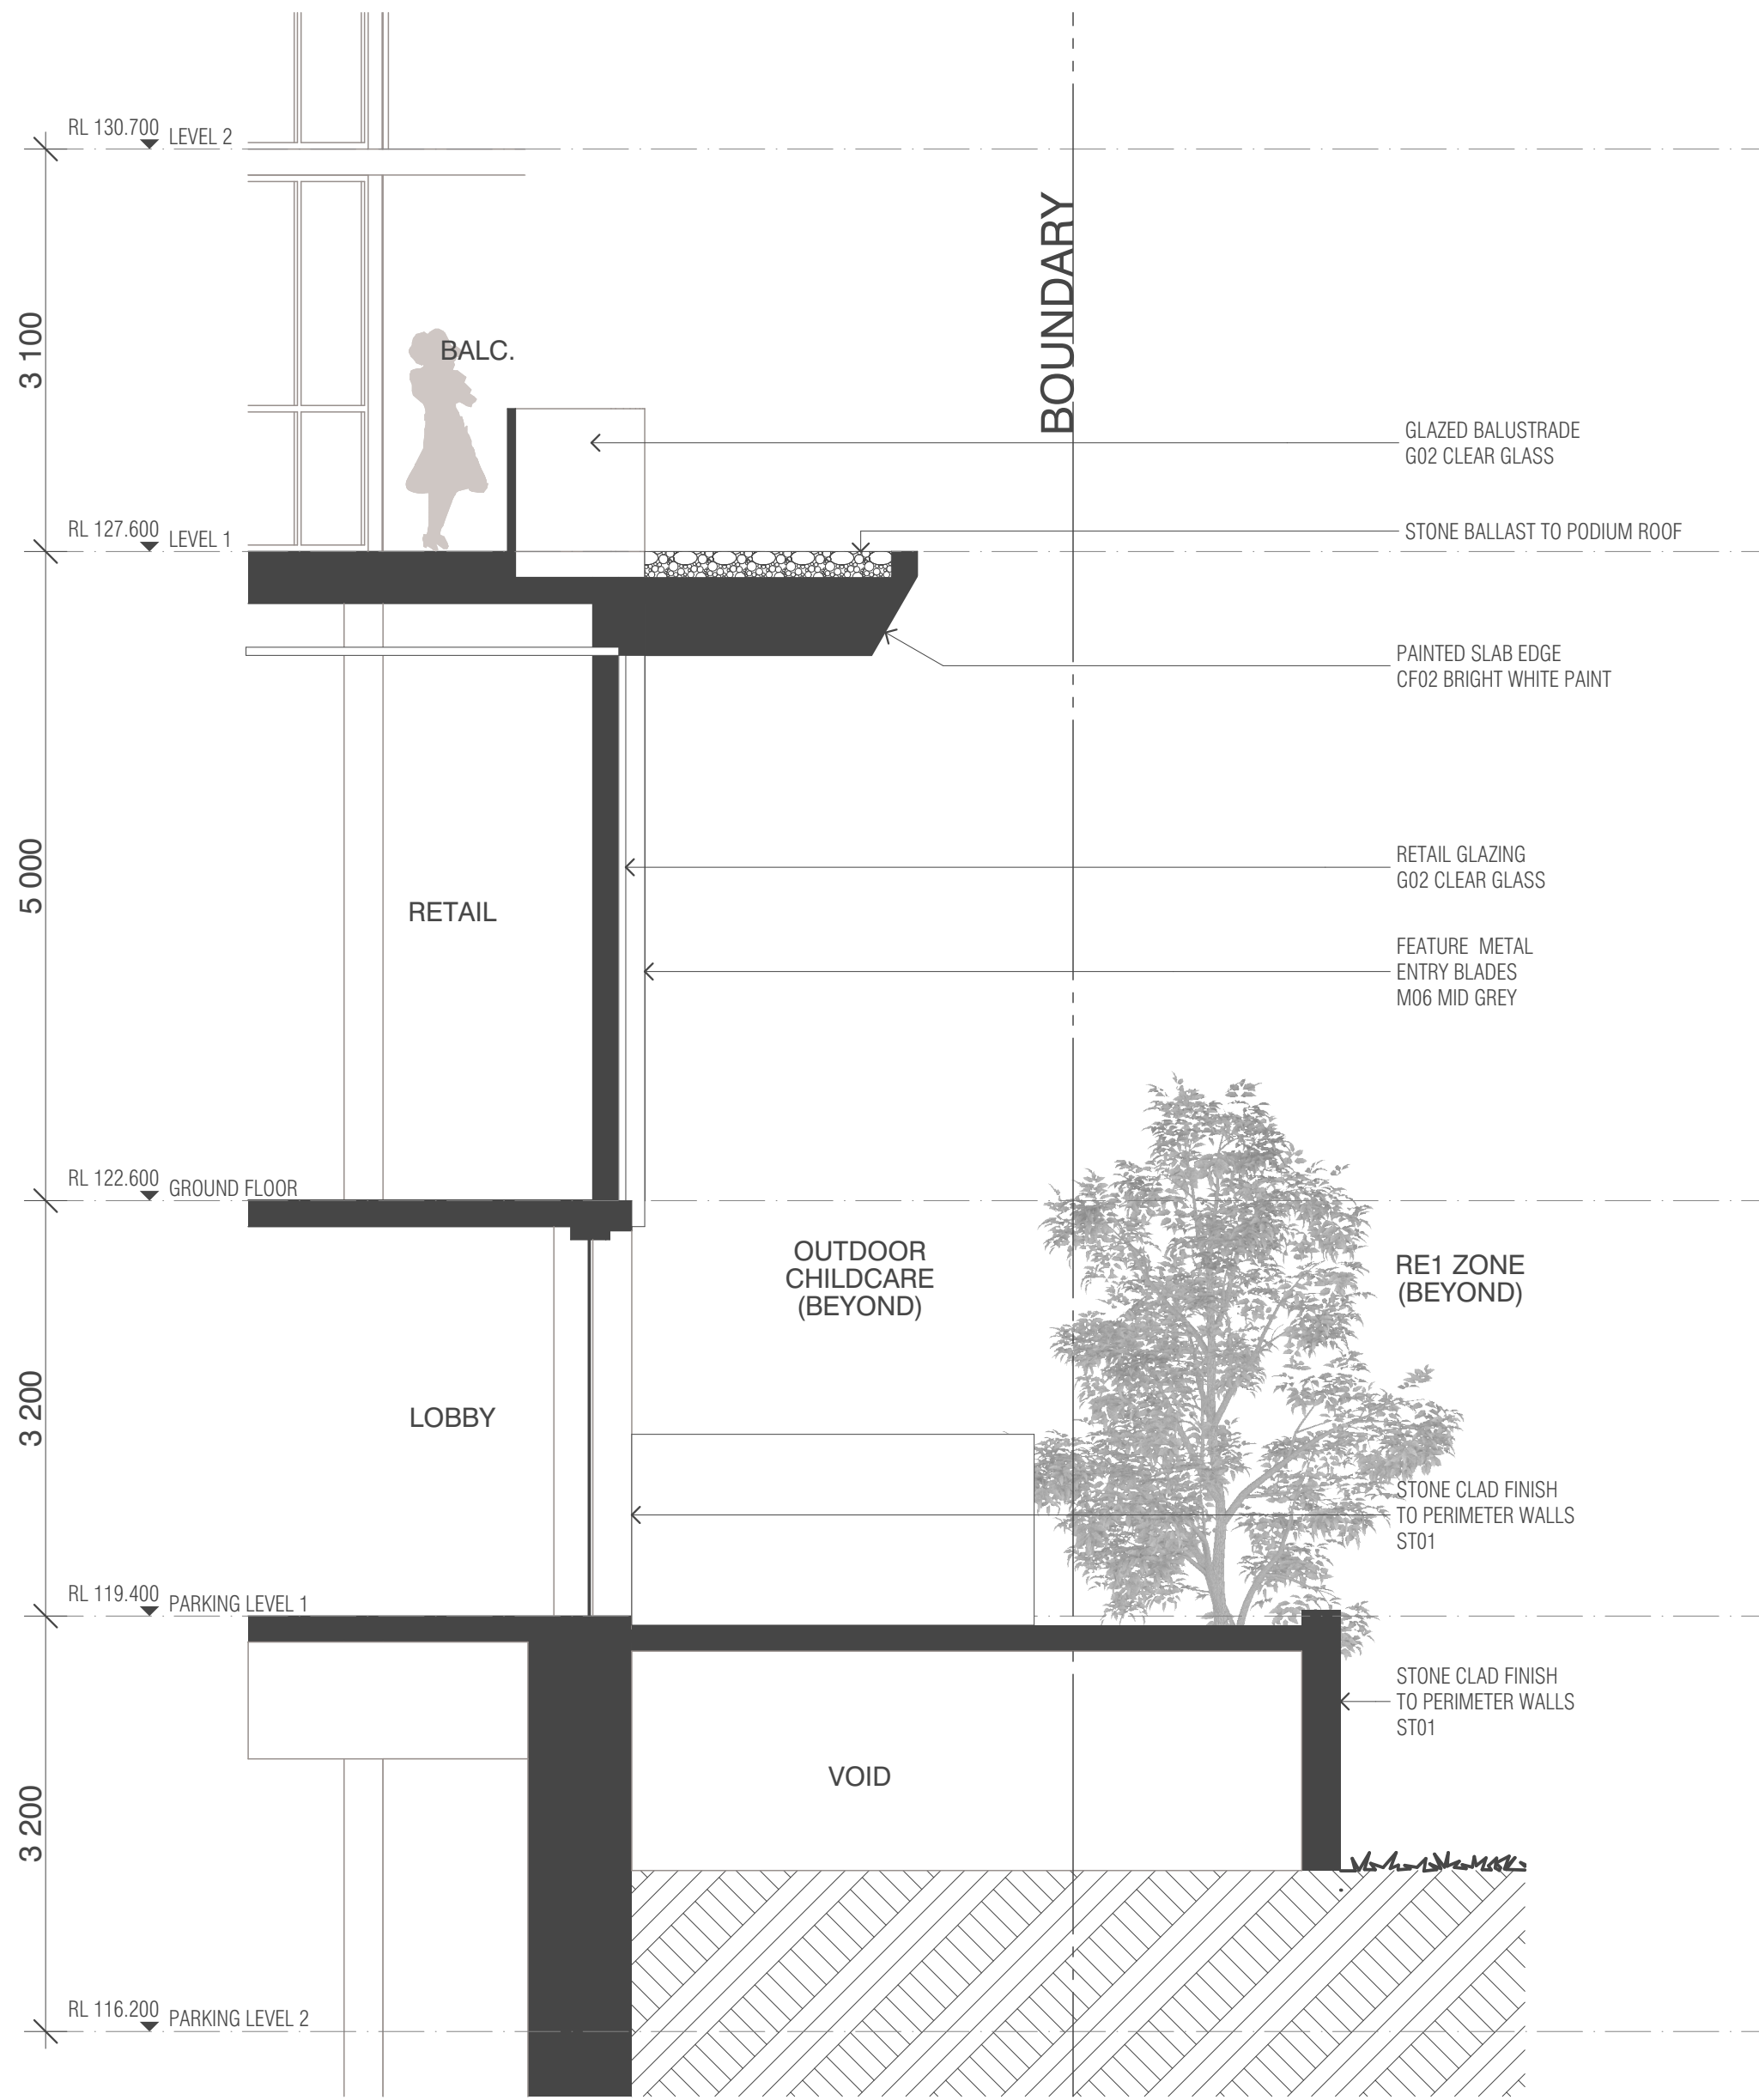 RL 130.700
LEVEL 2
3 100
BOUNDARY
BALC.
GLAZED BALUSTRADE
G02 CLEAR GLASS
RL 127.600
LEVEL 1
STONE BALLAST TO PODIUM ROOF
PAINTED SLAB EDGE
CF02 BRIGHT WHITE PAINT
5 000
RETAIL
RETAIL GLAZING
G02 CLEAR GLASS
FEATURE METAL
ENTRY BLADES
M06 MID GREY
RL 122.600
GROUND FLOOR
OUTDOOR
CHILDCARE
(BEYOND)
RE1 ZONE
(BEYOND)
3 200
LOBBY
STONE CLAD FINISH
TO PERIMETER WALLS
ST01
RL 119.400
PARKING LEVEL 1
STONE CLAD FINISH
TO PERIMETER WALLS
ST01
VOID
3 200
RL 116.200
PARKING LEVEL 2